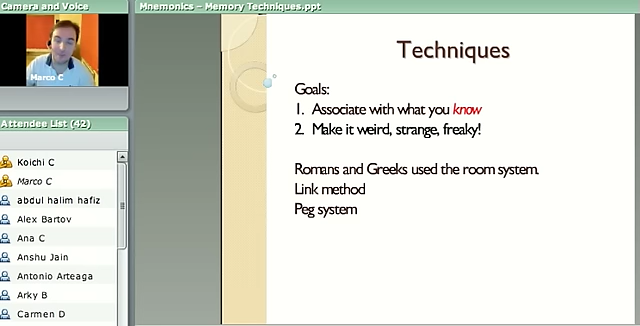 Camera and Voice
Marco C
Attendee List (42)
Koichi C
Marco C
abdul halim hafiz
Alex Bartov
Ana C
Anshu Jain
Antonio Arteaga
Arky B
Carmen D
Mnemonics – Memory Techniques.ppt
Techniques
Goals:
1. Associate with what you know
2. Make it weird, strange, freaky!
Romans and Greeks used the room system.
Link method
Peg system